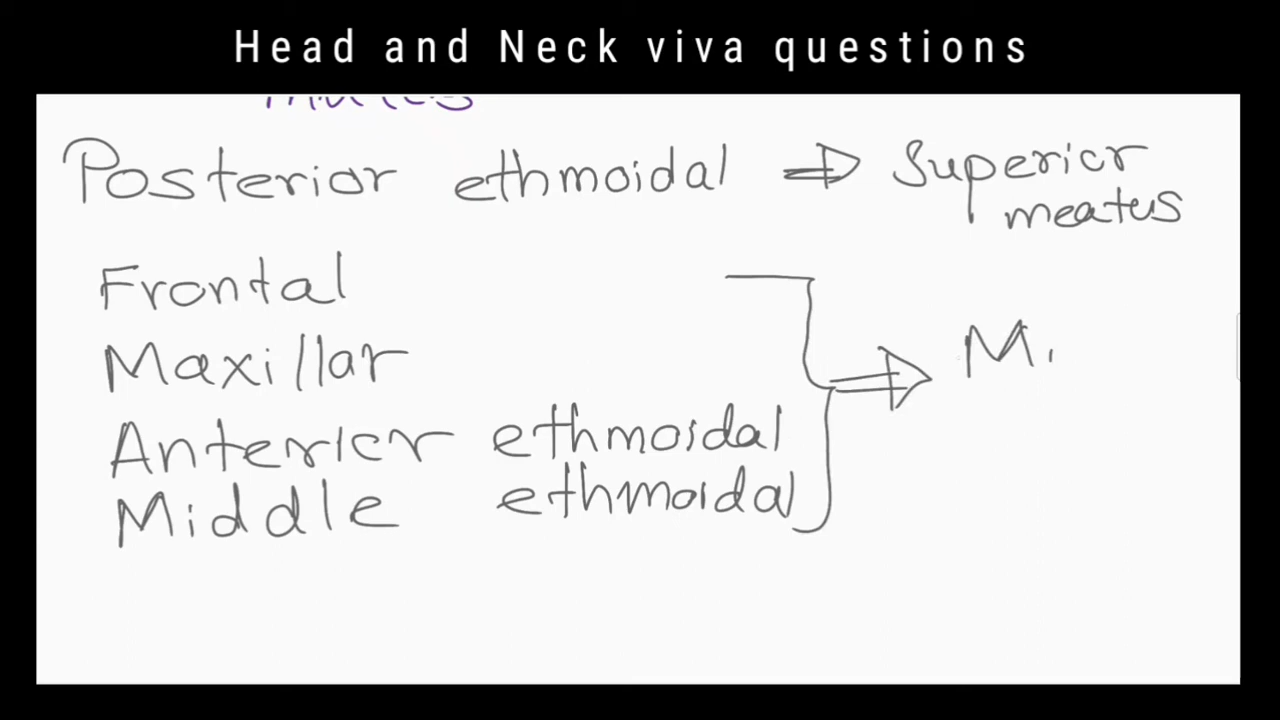 Head and Neck viva questions
Posterior ethmoidal ⇒ Superior
meatus
Frontal
Maxillar
Anterior ethmoidal ⇒ M
Middle ethmoidal